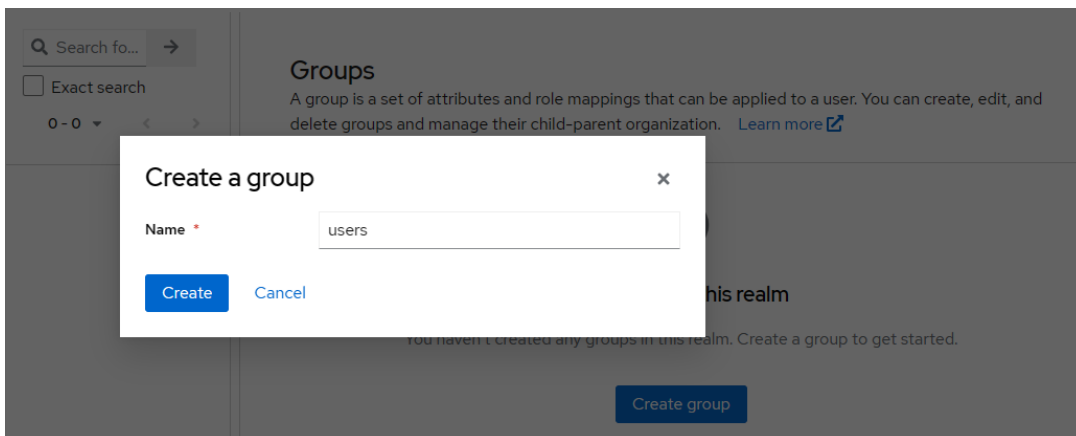 Search fo...
Exact search
0 - 0
Groups
A group is a set of attributes and role mappings that can be applied to a user. You can create, edit, and
delete groups and manage their child-parent organization. Learn more
Create a group
Name *
users
Create Cancel
his realm
You haven't created any groups in this realm. Create a group to get started.
Create group